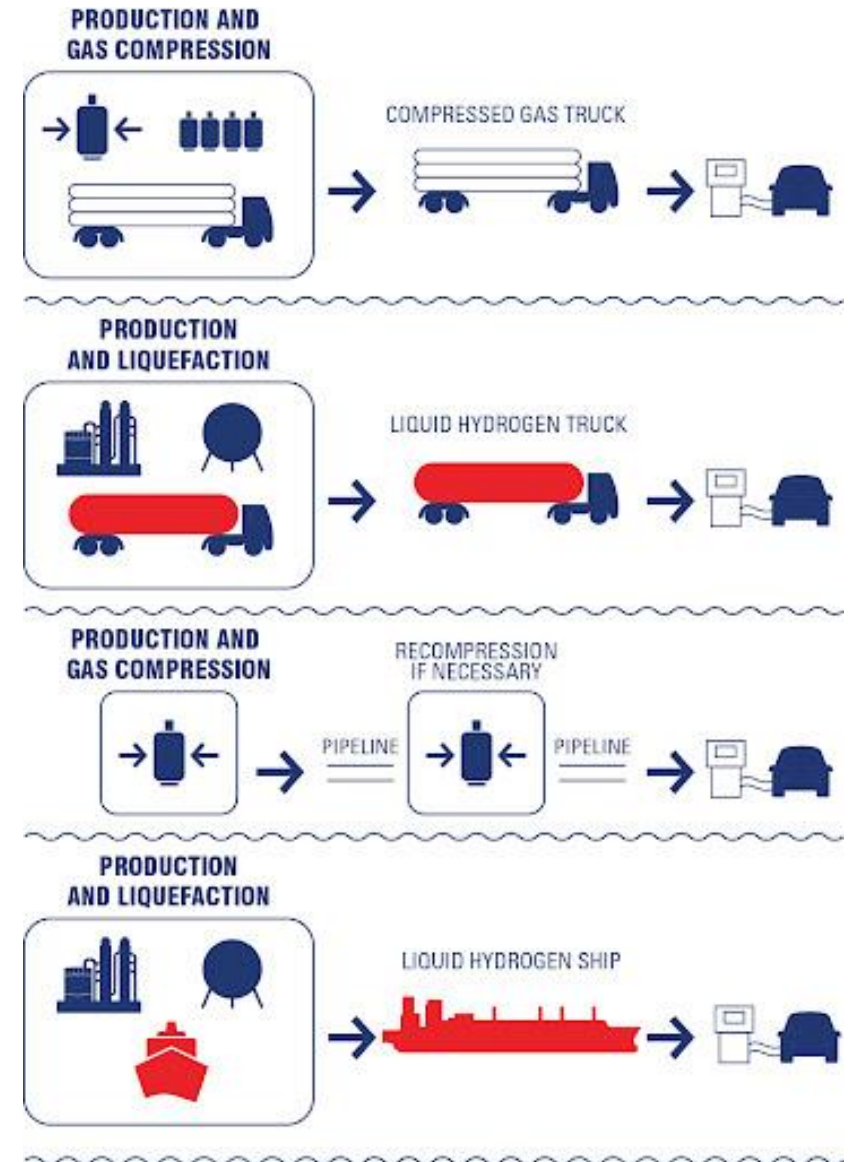 PRODUCTION AND
GAS COMPRESSION
COMPRESSED GAS TRUCK
PRODUCTION
AND LIQUEFACTION
LIQUID HYDROGEN TRUCK
PRODUCTION AND
GAS COMPRESSION
RECOMPRESSION
IF NECESSARY
PIPELINE
PIPELINE
PRODUCTION
AND LIQUEFACTION
LIQUID HYDROGEN SHIP